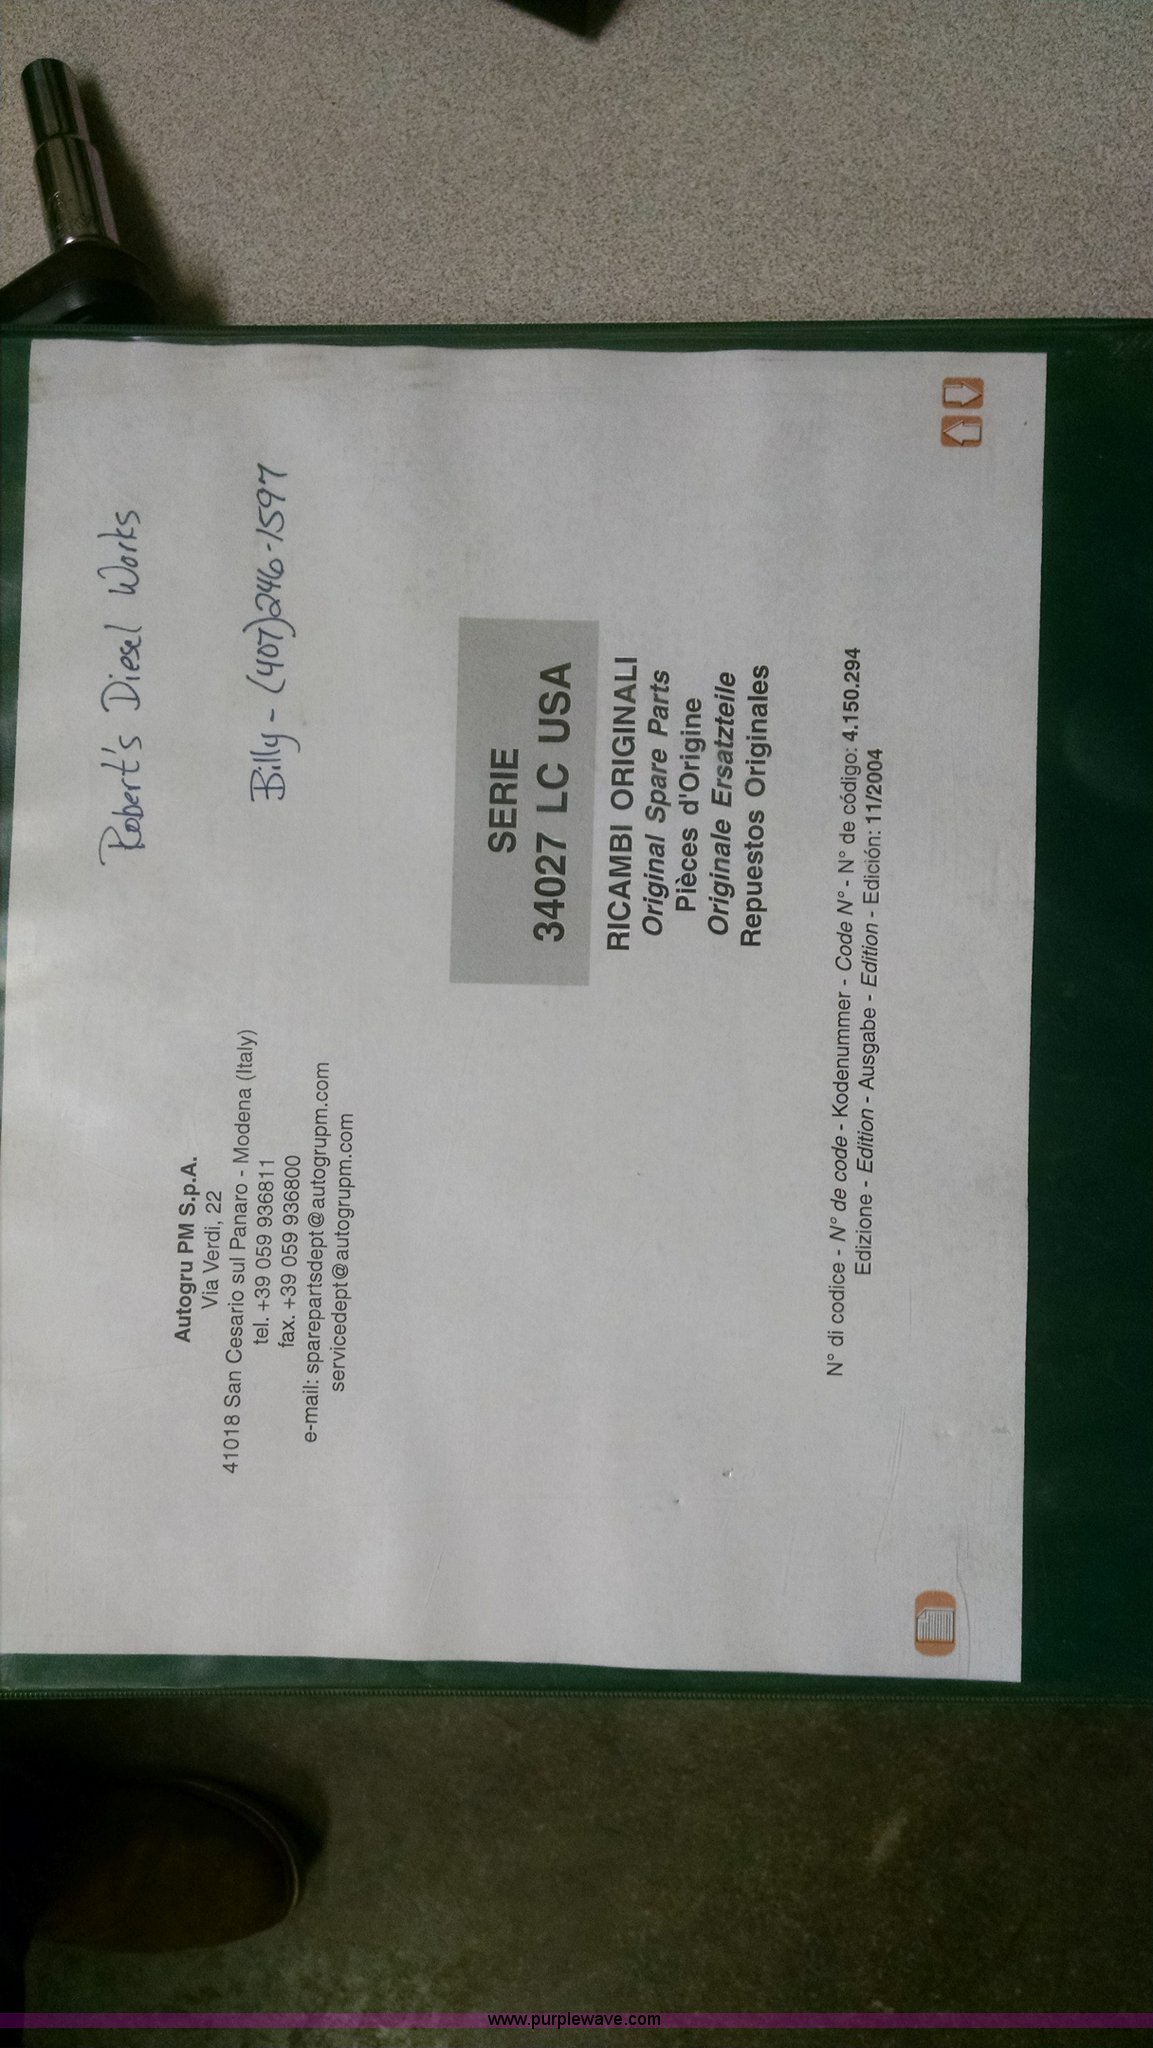 Robert's Diesel Works
Billy - (407)246-1597
Autogru PM S.p.A.
Via Verdi, 22
41018 San Cesario sul Panaro - Modena (Italy)
tel. +39 059 936811
fax. +39 059 936800
e-mail: sparepartsdept@autogrupm.com
servicedept@autogrupm.com
SERIE
34027 LC USA
RICAMBI ORIGINALI
Original Spare Parts
Pièces d'Origine
Originale Ersatzteile
Repuestos Originales
N° di codice - N° de code - Kodenummer - Code N° - N° de código: 4.150.294
Edizione - Edition - Ausgabe - Edition - Edición: 11/2004
www.purplewave.com